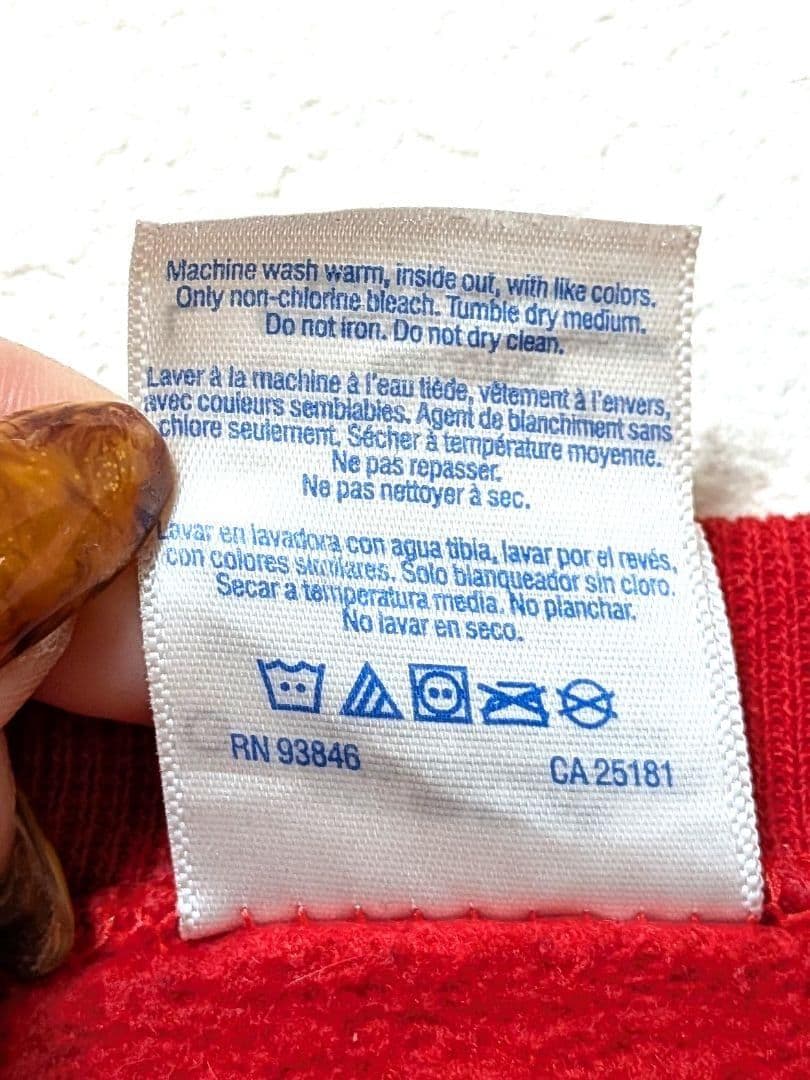 Machine wash warm, inside out, with like colors.
Only non-chlorine bleach. Tumble dry medium.
Do not iron. Do not dry clean.
Laver à la machine à l'eau tiède, vêtement à l'envers,
avec couleurs semblables. Agent de blanchiment sans
chlore seulement. Sécher à température moyenne.
Ne pas repasser.
Ne pas nettoyer à sec.
Lavar en lavadora con agua tibia, lavar por el revés,
con colores similares. Solo blanqueador sin cloro.
Secar a temperatura media. No planchar.
No lavar en seco.
RN 93846
CA 25181